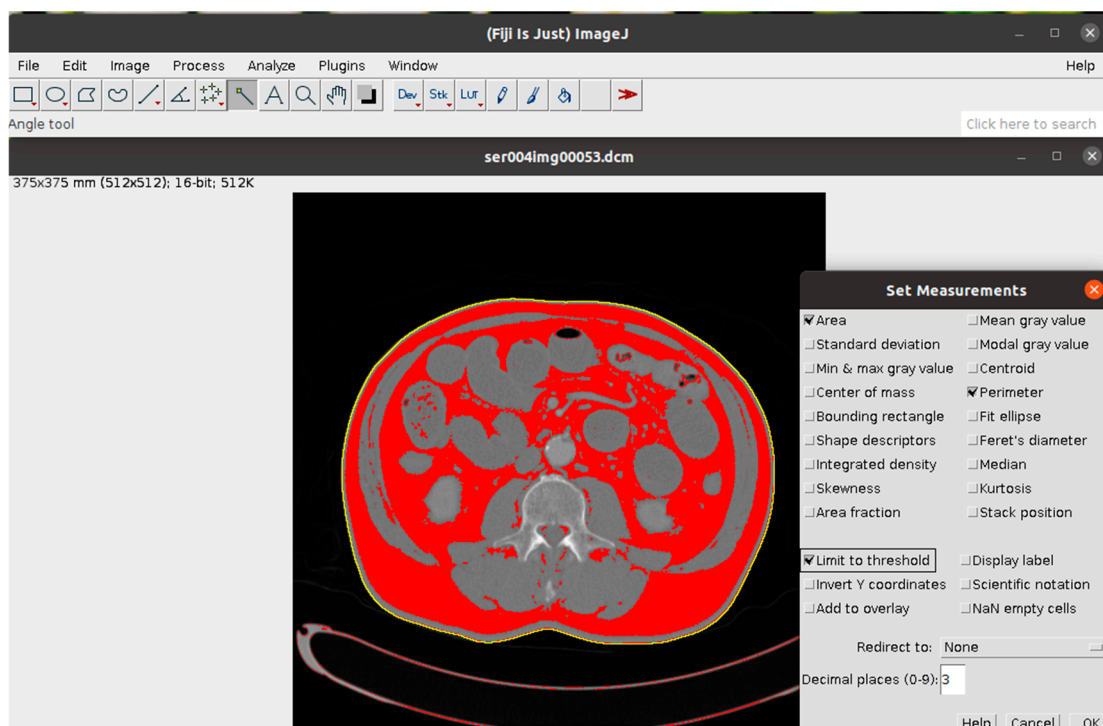 (Fiji Is Just) ImageJ
File Edit Image Process Analyze Plugins Window Help
Dev Stk LUT
Angle tool
Click here to search
ser004img00053.dcm
375x375 mm (512x512); 16-bit; 512K
Set Measurements
Area Mean gray value
Standard deviation Modal gray value
Min & max gray value Centroid
Center of mass Perimeter
Bounding rectangle Fit ellipse
Shape descriptors Feret's diameter
Integrated density Median
Skewness Kurtosis
Area fraction Stack position
Limit to threshold Display label
Invert Y coordinates Scientific notation
Add to overlay NaN empty cells
Redirect to: None
Decimal places (0-9): 3
Help Cancel OK